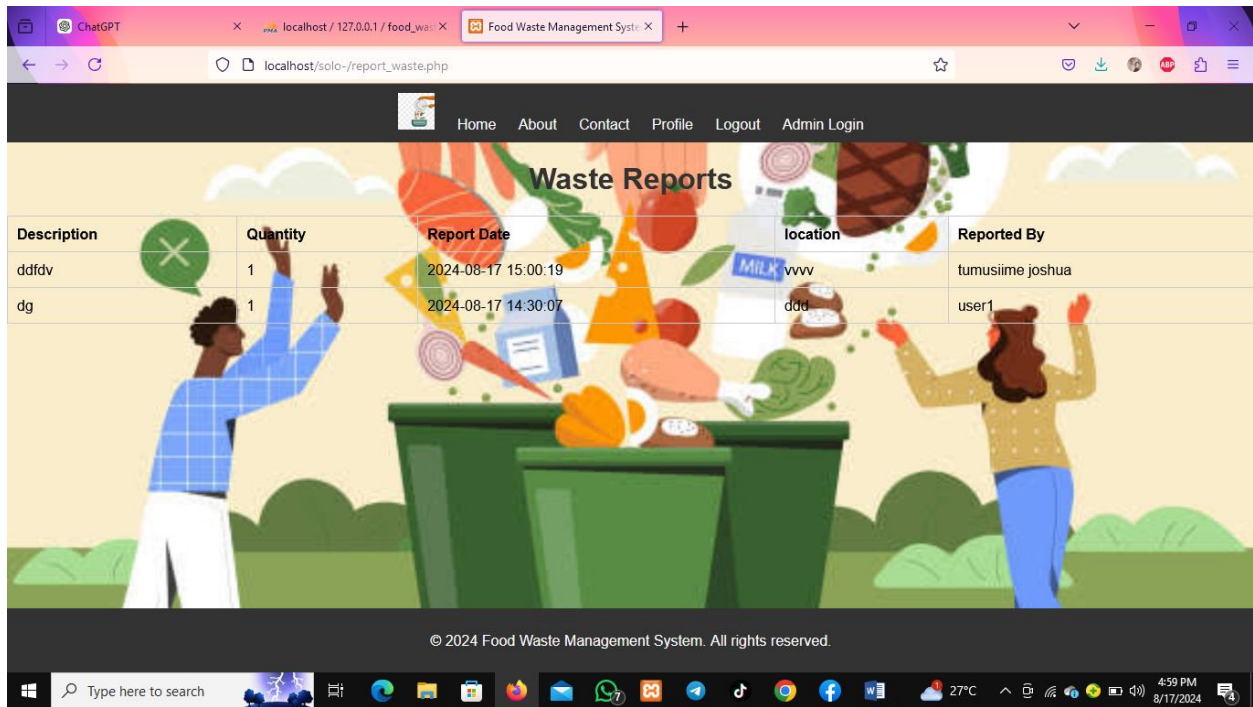 ChatGPT
localhost / 127.0.0.1 / food_was
Food Waste Management Syste
localhost/solo-/report_waste.php
ABP
Home About Contact Profile Logout Admin Login
Waste Reports
Description Quantity Report Date location Reported By
ddfdv 1 2024-08-17 15:00:19 vvvv tumusiime joshua
dg 1 2024-08-17 14:30:07 ddd user1
MILK
© 2024 Food Waste Management System. All rights reserved.
Type here to search
7
27°C
4:59 PM
8/17/2024
4